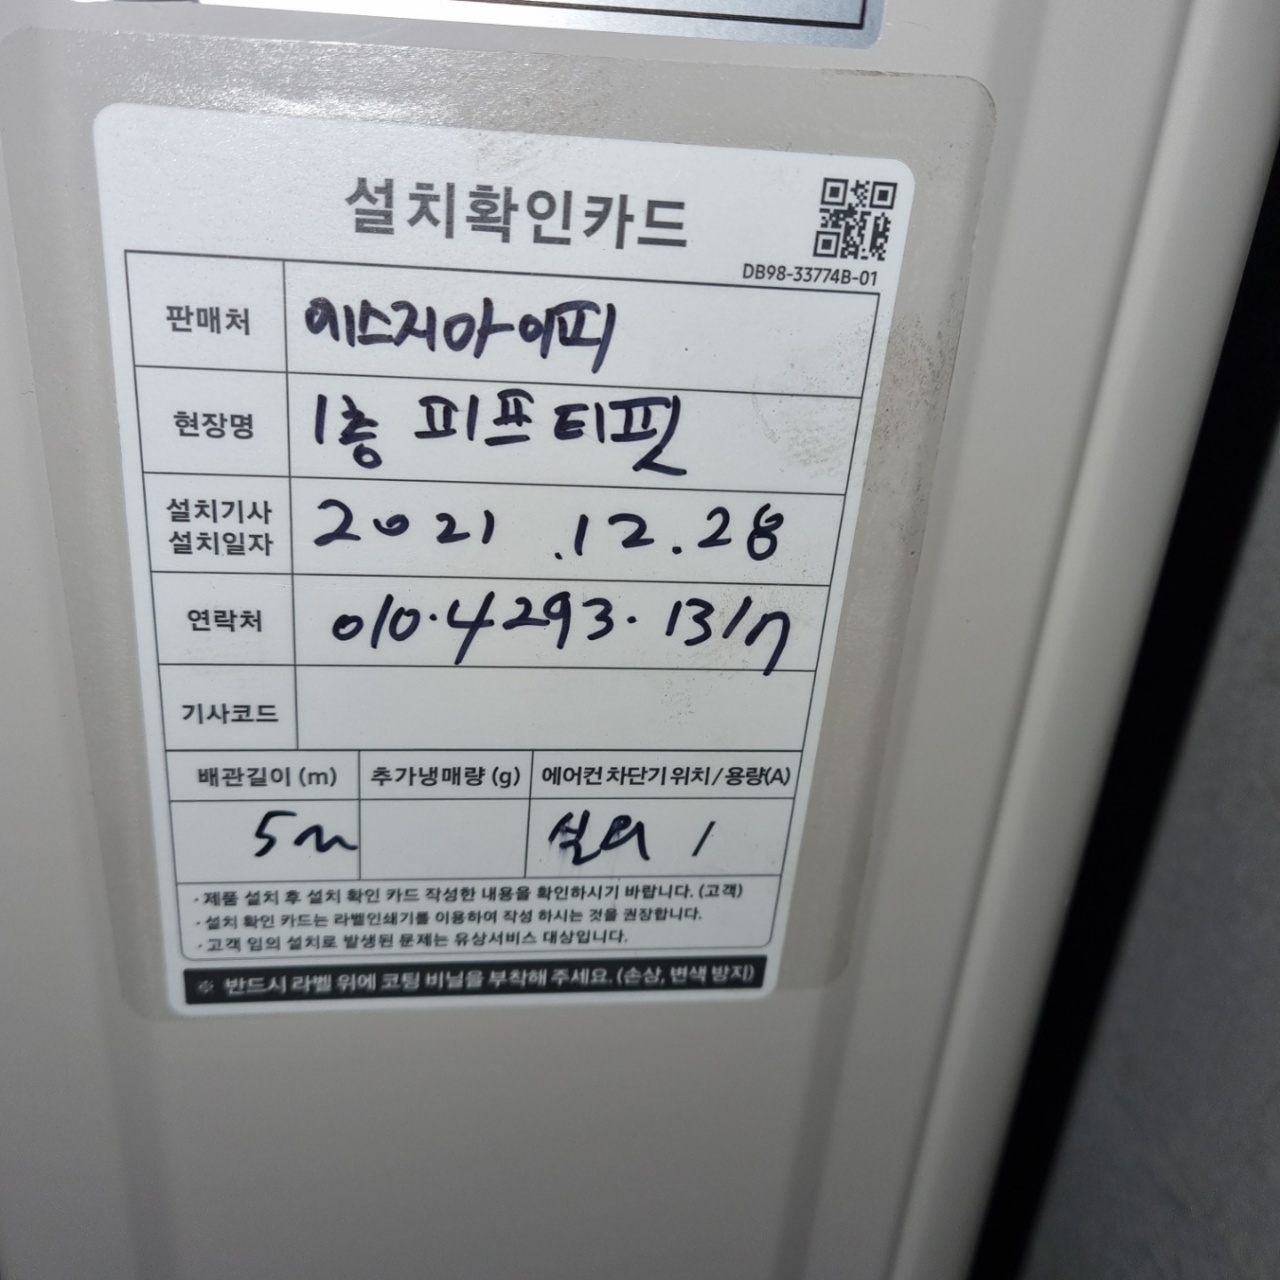 설치확인카드
DB98-33774B-01
판매처 에스지아이피
현장명 1층 피프티핏
설치기사
설치일자 2021.12.28
연락처 010.4293.1317
기사코드
배관길이 (m) 추가냉매량 (g) 에어컨 차단기 위치/용량(A)
5m 실외 1
· 제품 설치 후 설치 확인 카드 작성한 내용을 확인하시기 바랍니다. (고객)
· 설치 확인 카드는 라벨인쇄기를 이용하여 작성 하시는 것을 권장합니다.
· 고객 임의 설치로 발생된 문제는 유상서비스 대상입니다.
※ 반드시 라벨 위에 코팅 비닐을 부착해 주세요. (손상, 변색 방지)